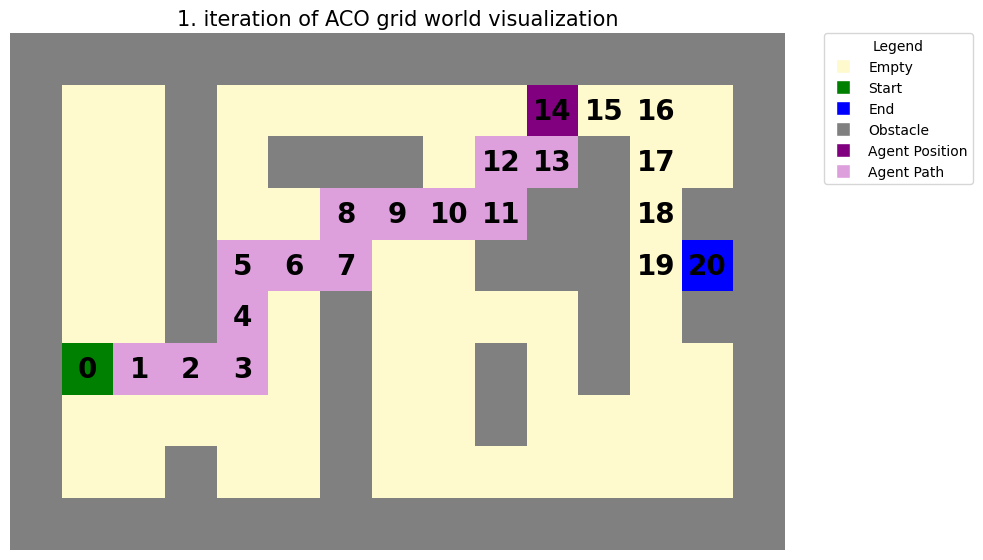 1. iteration of ACO grid world visualization
Legend
Empty
Start
End
Obstacle
Agent Position
Agent Path
14 15 16
12 13 17
8 9 10 11 18
5 6 7 19 20
4
0 1 2 3